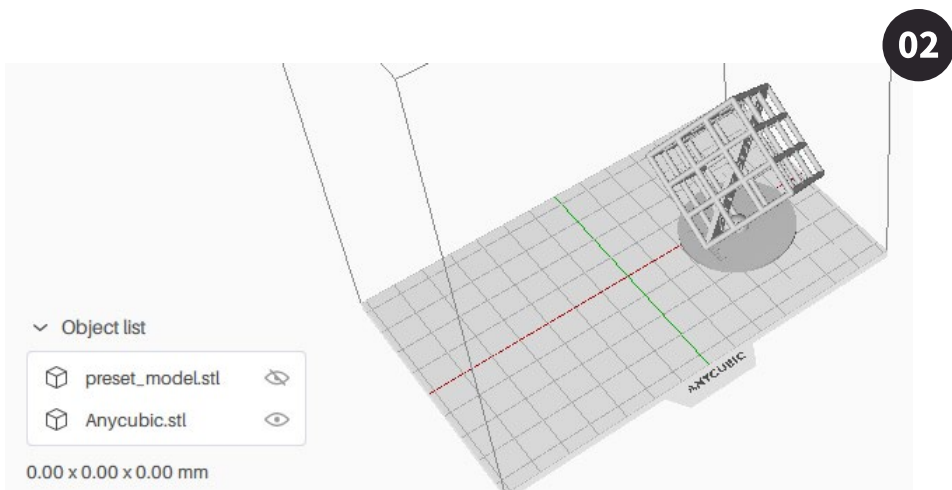 02
ANYCUBIC
Object list
preset_model.stl
Anycubic.stl
0.00 x 0.00 x 0.00 mm